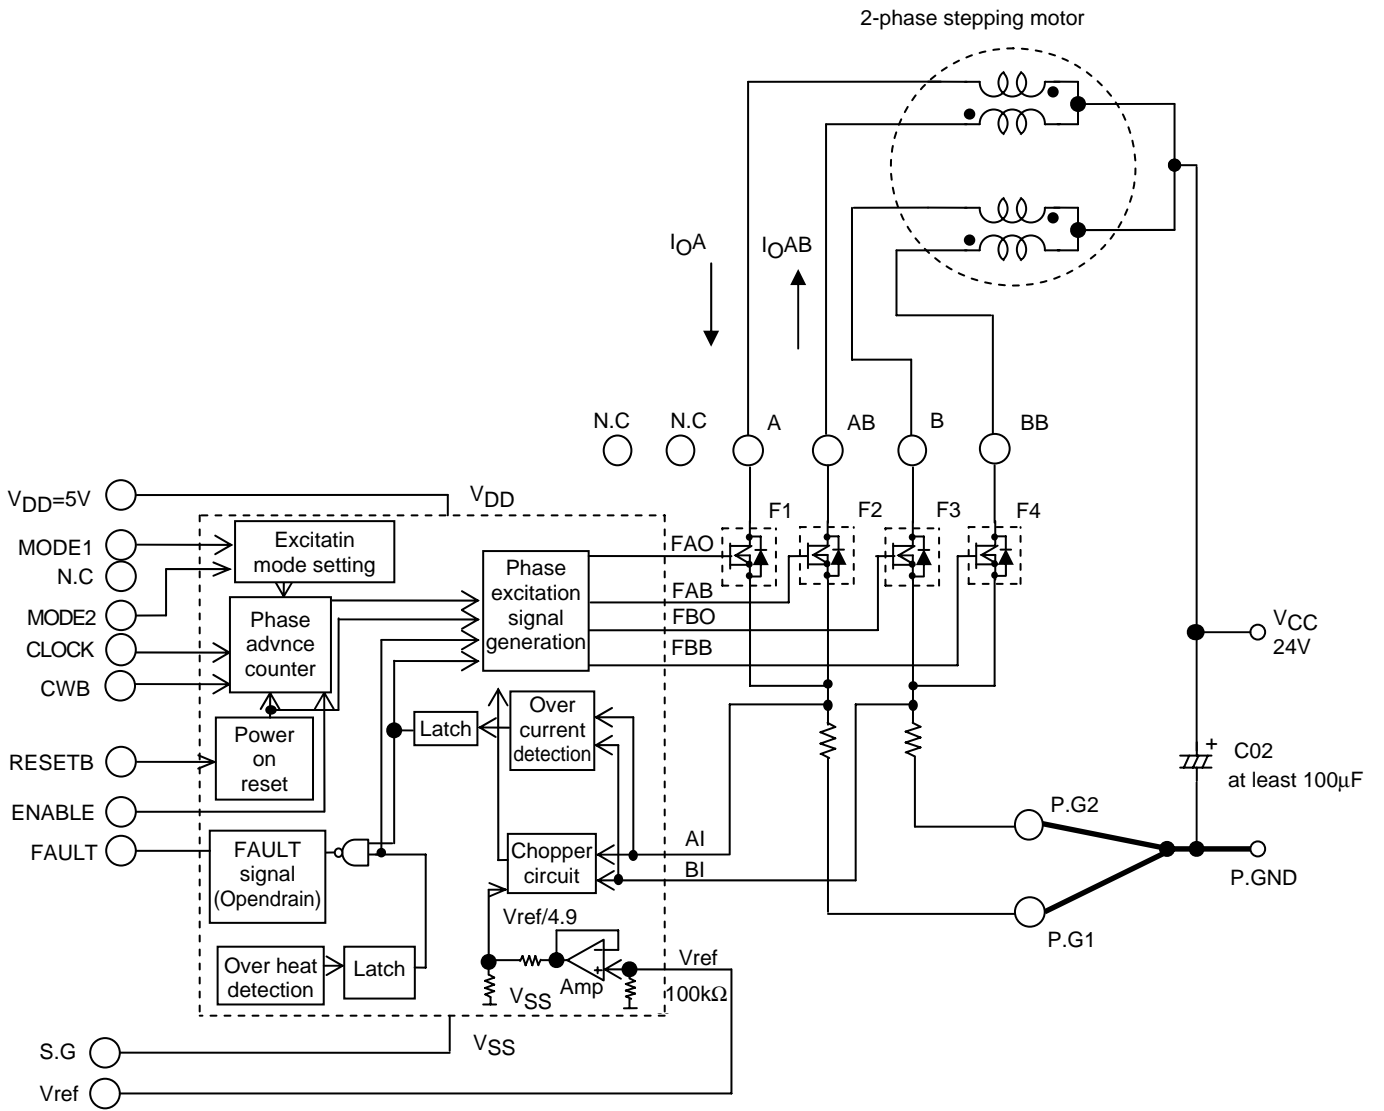 2-phase stepping motor
IOA
IOAB
N.C
N.C
A
AB
B
BB
VDD=5V
VDD
F1
F2
F3
F4
MODE1
Excitatin
mode setting
FAO
N.C
Phase
excitation
signal
generation
FAB
MODE2
Phase
advnce
counter
FBO
VCC
24V
CLOCK
FBB
CWB
Latch
Over
current
detection
Power
on
reset
RESETB
+
C02
at least 100µF
ENABLE
P.G2
FAULT
FAULT
signal
(Opendrain)
Chopper
circuit
AI
BI
P.GND
Vref/4.9
P.G1
Over heat
detection
Latch
−
+
Amp
VSS
Vref
100kΩ
S.G
VSS
Vref